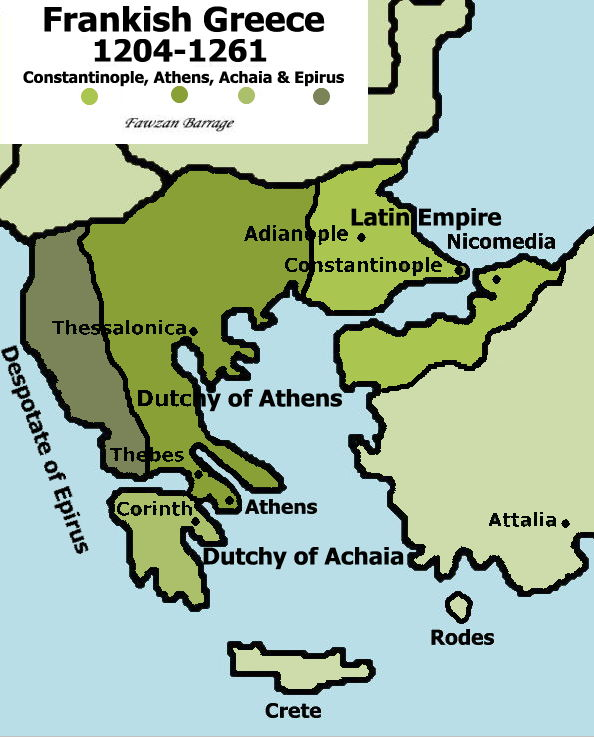 Frankish Greece
1204-1261
Constantinople, Athens, Achaia & Epirus
Fawzan Barrage
Latin Empire
Adianople
Nicomedia
Constantinople
Thessalonica
Despotate of Epirus
Dutchy of Athens
Thebes
Corinth
Athens
Attalia
Dutchy of Achaia
Rodes
Crete